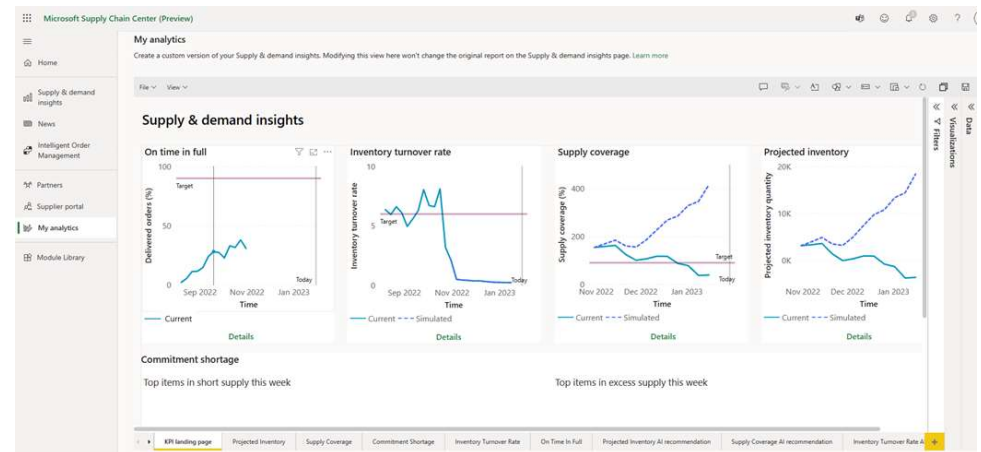 Microsoft Supply Chain Center (Preview)
?
Home
Supply & demand
insights
News
Intelligent Order
Management
Partners
Supplier portal
My analytics
Module Library
My analytics
Create a custom version of your Supply & demand insights. Modifying this view here won't change the original report on the Supply & demand insights page. Learn more
File View
Supply & demand insights
On time in full
100
Target
50
0
Delivered orders (%)
Today
Sep 2022 Nov 2022 Jan 2023
Time
Current
Details
Inventory turnover rate
10
Target
5
0
Inventory turnover rate
Today
Sep 2022 Nov 2022 Jan 2023
Time
Current Simulated
Details
Supply coverage
400
200
Target
0
Supply coverage (%)
Today
Nov 2022 Dec 2022 Jan 2023
Time
Current Simulated
Details
Projected inventory
20K
10K
0K
Projected inventory quantity
Nov 2022 Dec 2022 Jan 2023
Time
Current Simulated
Details
Filters
Visualizations
Data
Commitment shortage
Top items in short supply this week
Top items in excess supply this week
KPI landing page Projected Inventory Supply Coverage Commitment Shortage Inventory Turnover Rate On Time In Full Projected Inventory AI recommendation Supply Coverage AI recommendation Inventory Turnover Rate A